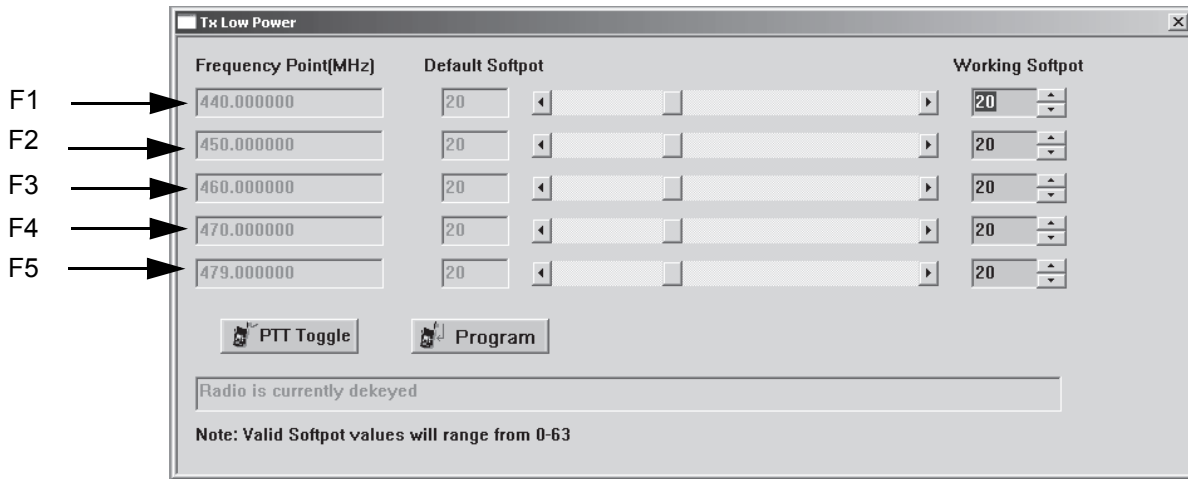 Tx Low Power
Frequency Point(MHz) Default Softpot Working Softpot
F1 440.000000 20 20
F2 450.000000 20 20
F3 460.000000 20 20
F4 470.000000 20 20
F5 479.000000 20 20
PTT Toggle Program
Radio is currently dekeyed
Note: Valid Softpot values will range from 0-63